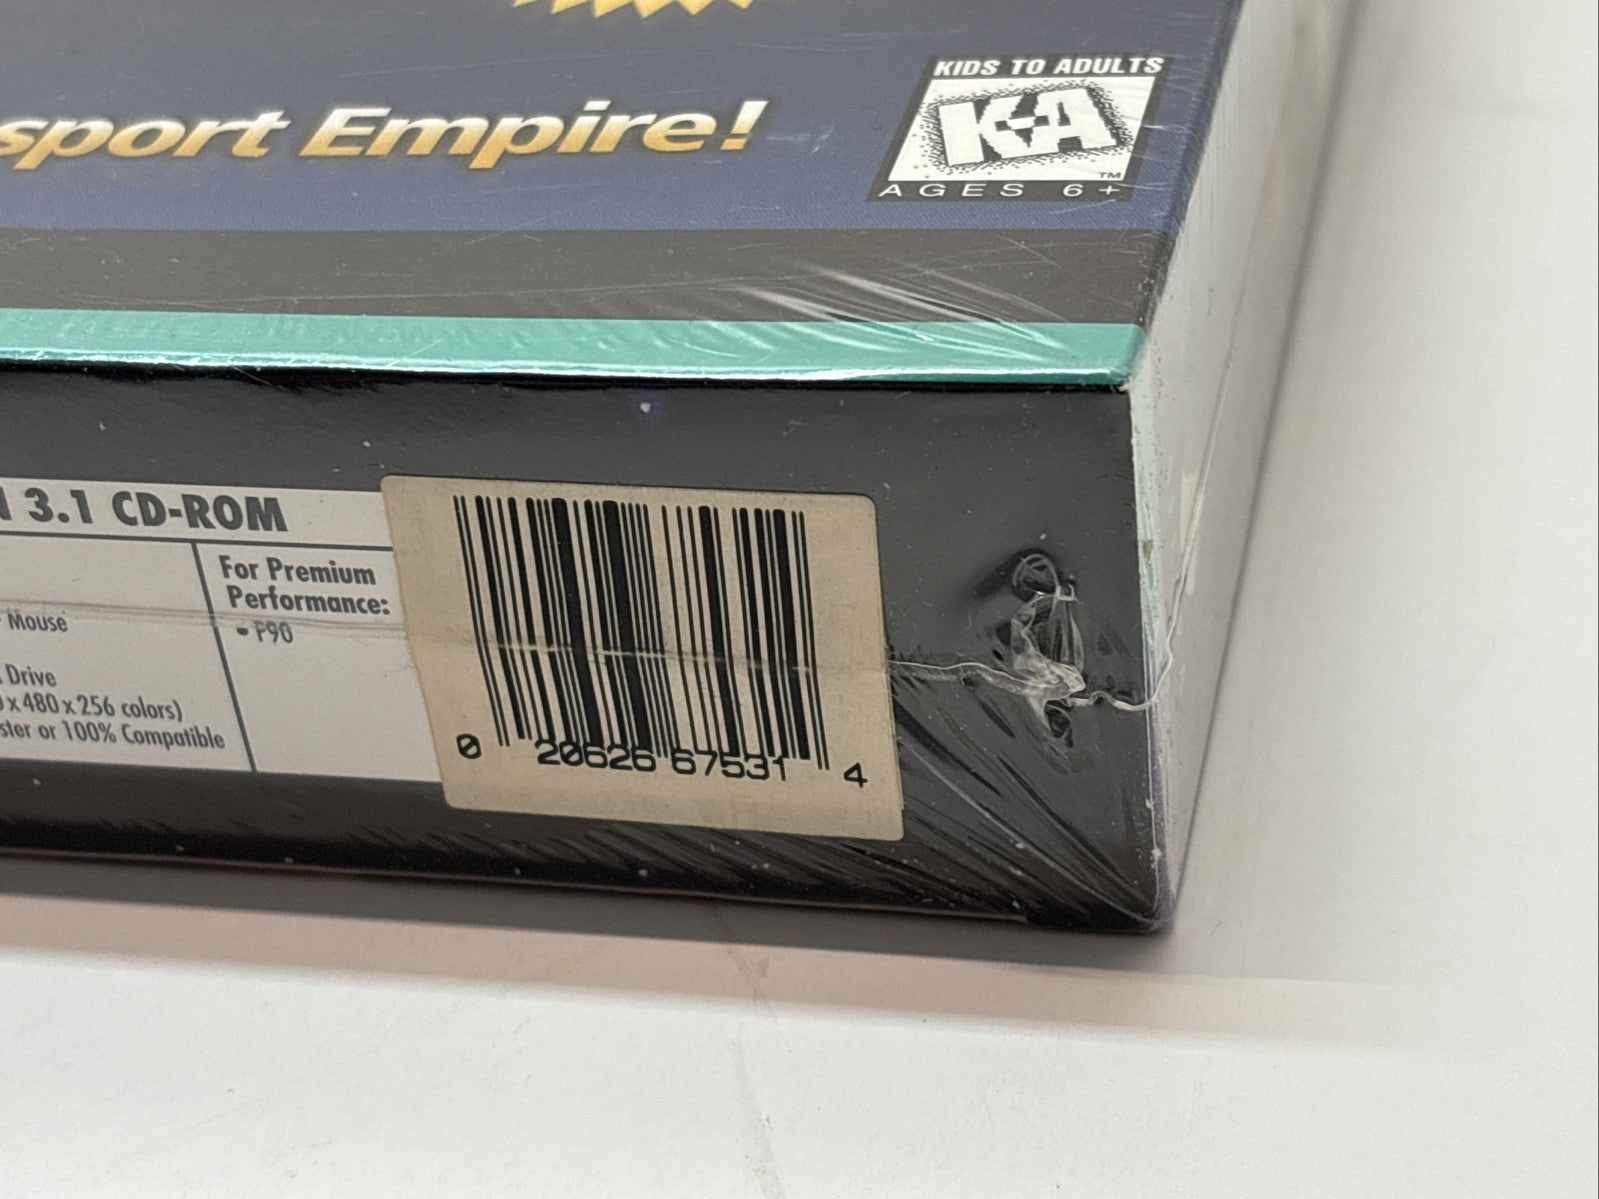 KIDS TO ADULTS
K-A
TM
AGES 6+
sport Empire!
3.1 CD-ROM
For Premium
Performance:
• P90
Mouse
Drive
x 480 x 256 colors)
ster or 100% Compatible
0 20626 67531 4